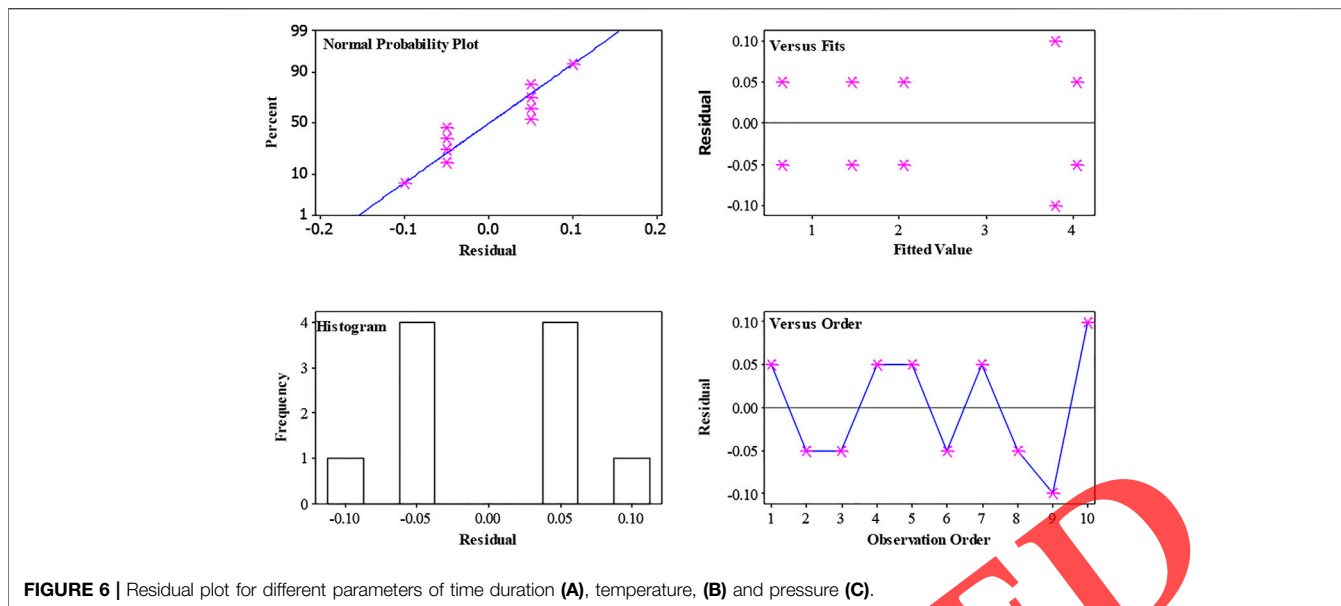 Normal Probability Plot
99
90
50
10
1
Percent
-0.2 -0.1 0.0 0.1 0.2
Residual
Versus Fits
0.10
0.05
0.00
-0.05
-0.10
Residual
1 2 3 4
Fitted Value
Histogram
4
3
2
1
0
Frequency
-0.10 -0.05 0.00 0.05 0.10
Residual
Versus Order
0.10
0.05
0.00
-0.05
-0.10
Residual
1 2 3 4 5 6 7 8 9 10
Observation Order
FIGURE 6 | Residual plot for different parameters of time duration (A), temperature, (B) and pressure (C).
ED